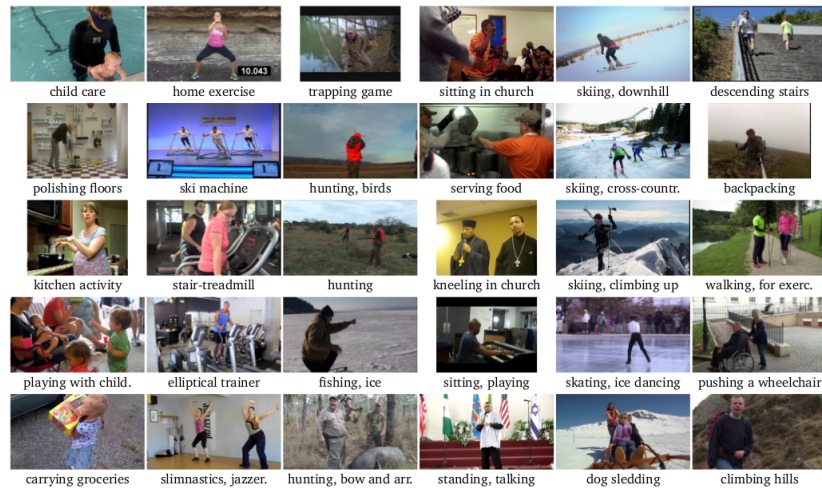 child care
home exercise
10.043
trapping game
sitting in church
skiing, downhill
descending stairs
polishing floors
ski machine
hunting, birds
serving food
skiing, cross-countr.
backpacking
kitchen activity
stair-treadmill
hunting
kneeling in church
skiing, climbing up
walking, for exerc.
playing with child.
elliptical trainer
fishing, ice
sitting, playing
skating, ice dancing
pushing a wheelchair
carrying groceries
slimnastics, jazzer.
hunting, bow and arr.
standing, talking
dog sledding
climbing hills